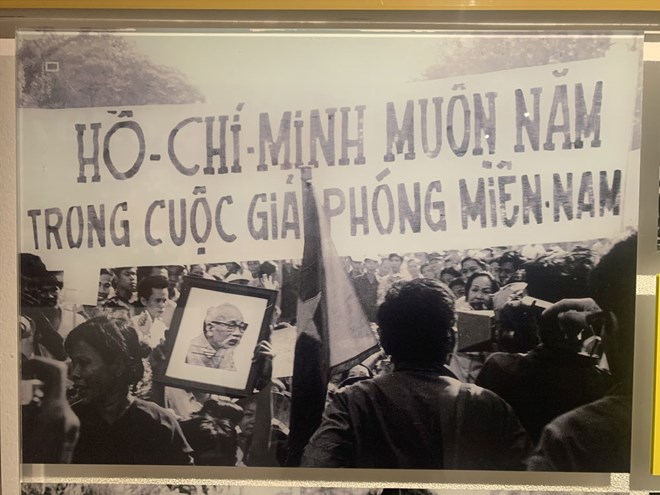 HỒ-CHÍ-MINH MUÔN NĂM
TRONG CUỘC GIẢI PHÓNG MIỀN-NAM